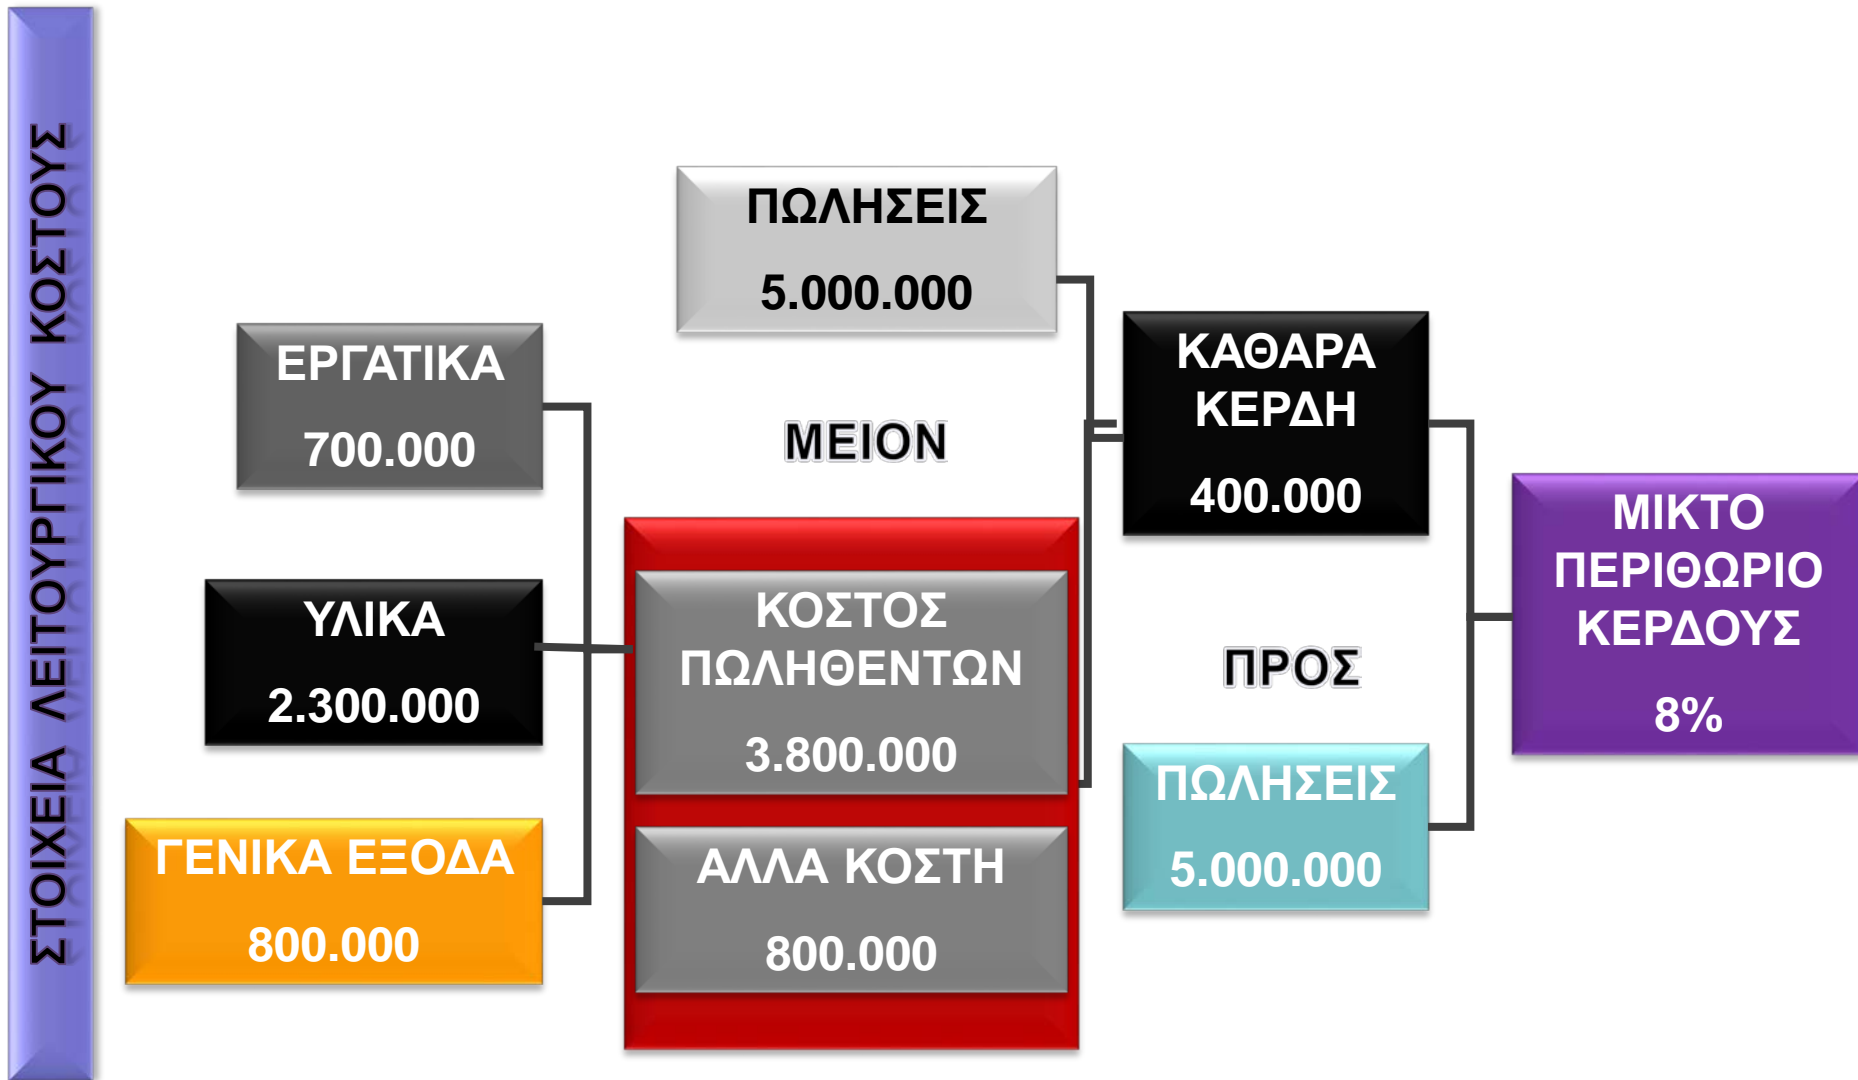 ΣΤΟΙΧΕΙΑ ΛΕΙΤΟΥΡΓΙΚΟΥ ΚΟΣΤΟΥΣ
ΕΡΓΑΤΙΚΑ
700.000
ΥΛΙΚΑ
2.300.000
ΓΕΝΙΚΑ ΕΞΟΔΑ
800.000
ΠΩΛΗΣΕΙΣ
5.000.000
ΜΕΙΟΝ
ΚΟΣΤΟΣ
ΠΩΛΗΘΕΝΤΩΝ
3.800.000
ΑΛΛΑ ΚΟΣΤΗ
800.000
ΚΑΘΑΡΑ
ΚΕΡΔΗ
400.000
ΠΡΟΣ
ΠΩΛΗΣΕΙΣ
5.000.000
ΜΙΚΤΟ
ΠΕΡΙΘΩΡΙΟ
ΚΕΡΔΟΥΣ
8%